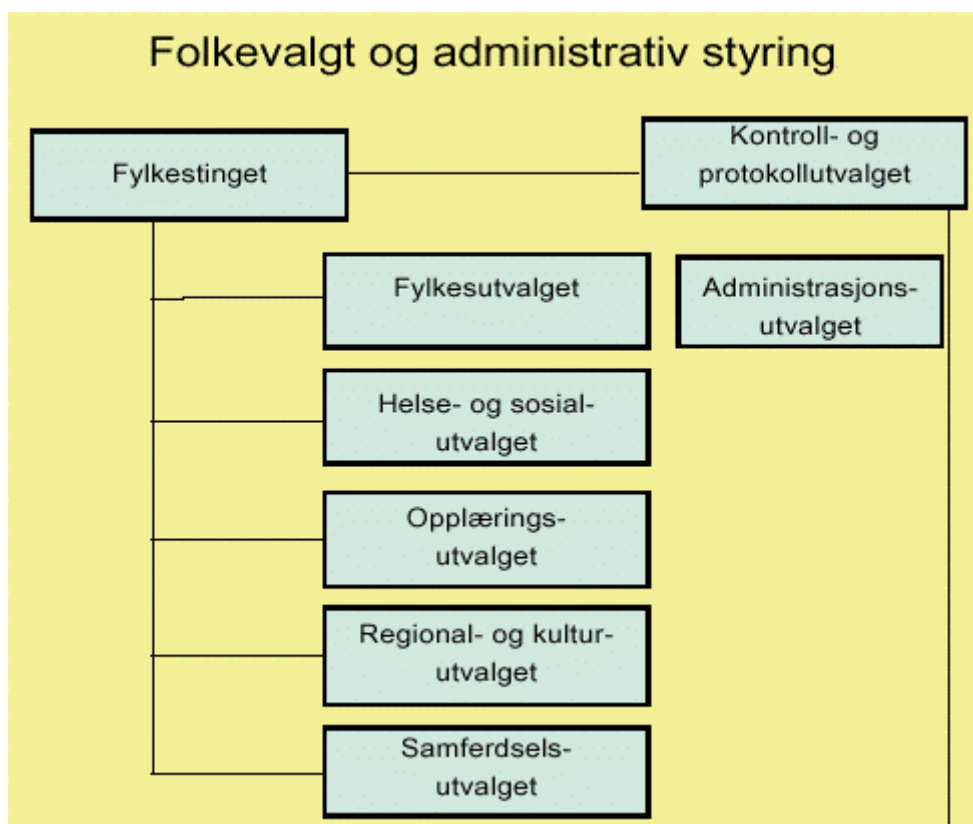 Folkevalgt og administrativ styring
Fylkestinget
Kontroll- og
protokollutvalget
Fylkesutvalget
Administrasjons-
utvalget
Helse- og sosial-
utvalget
Opplærings-
utvalget
Regional- og kultur-
utvalget
Samferdsels-
utvalget